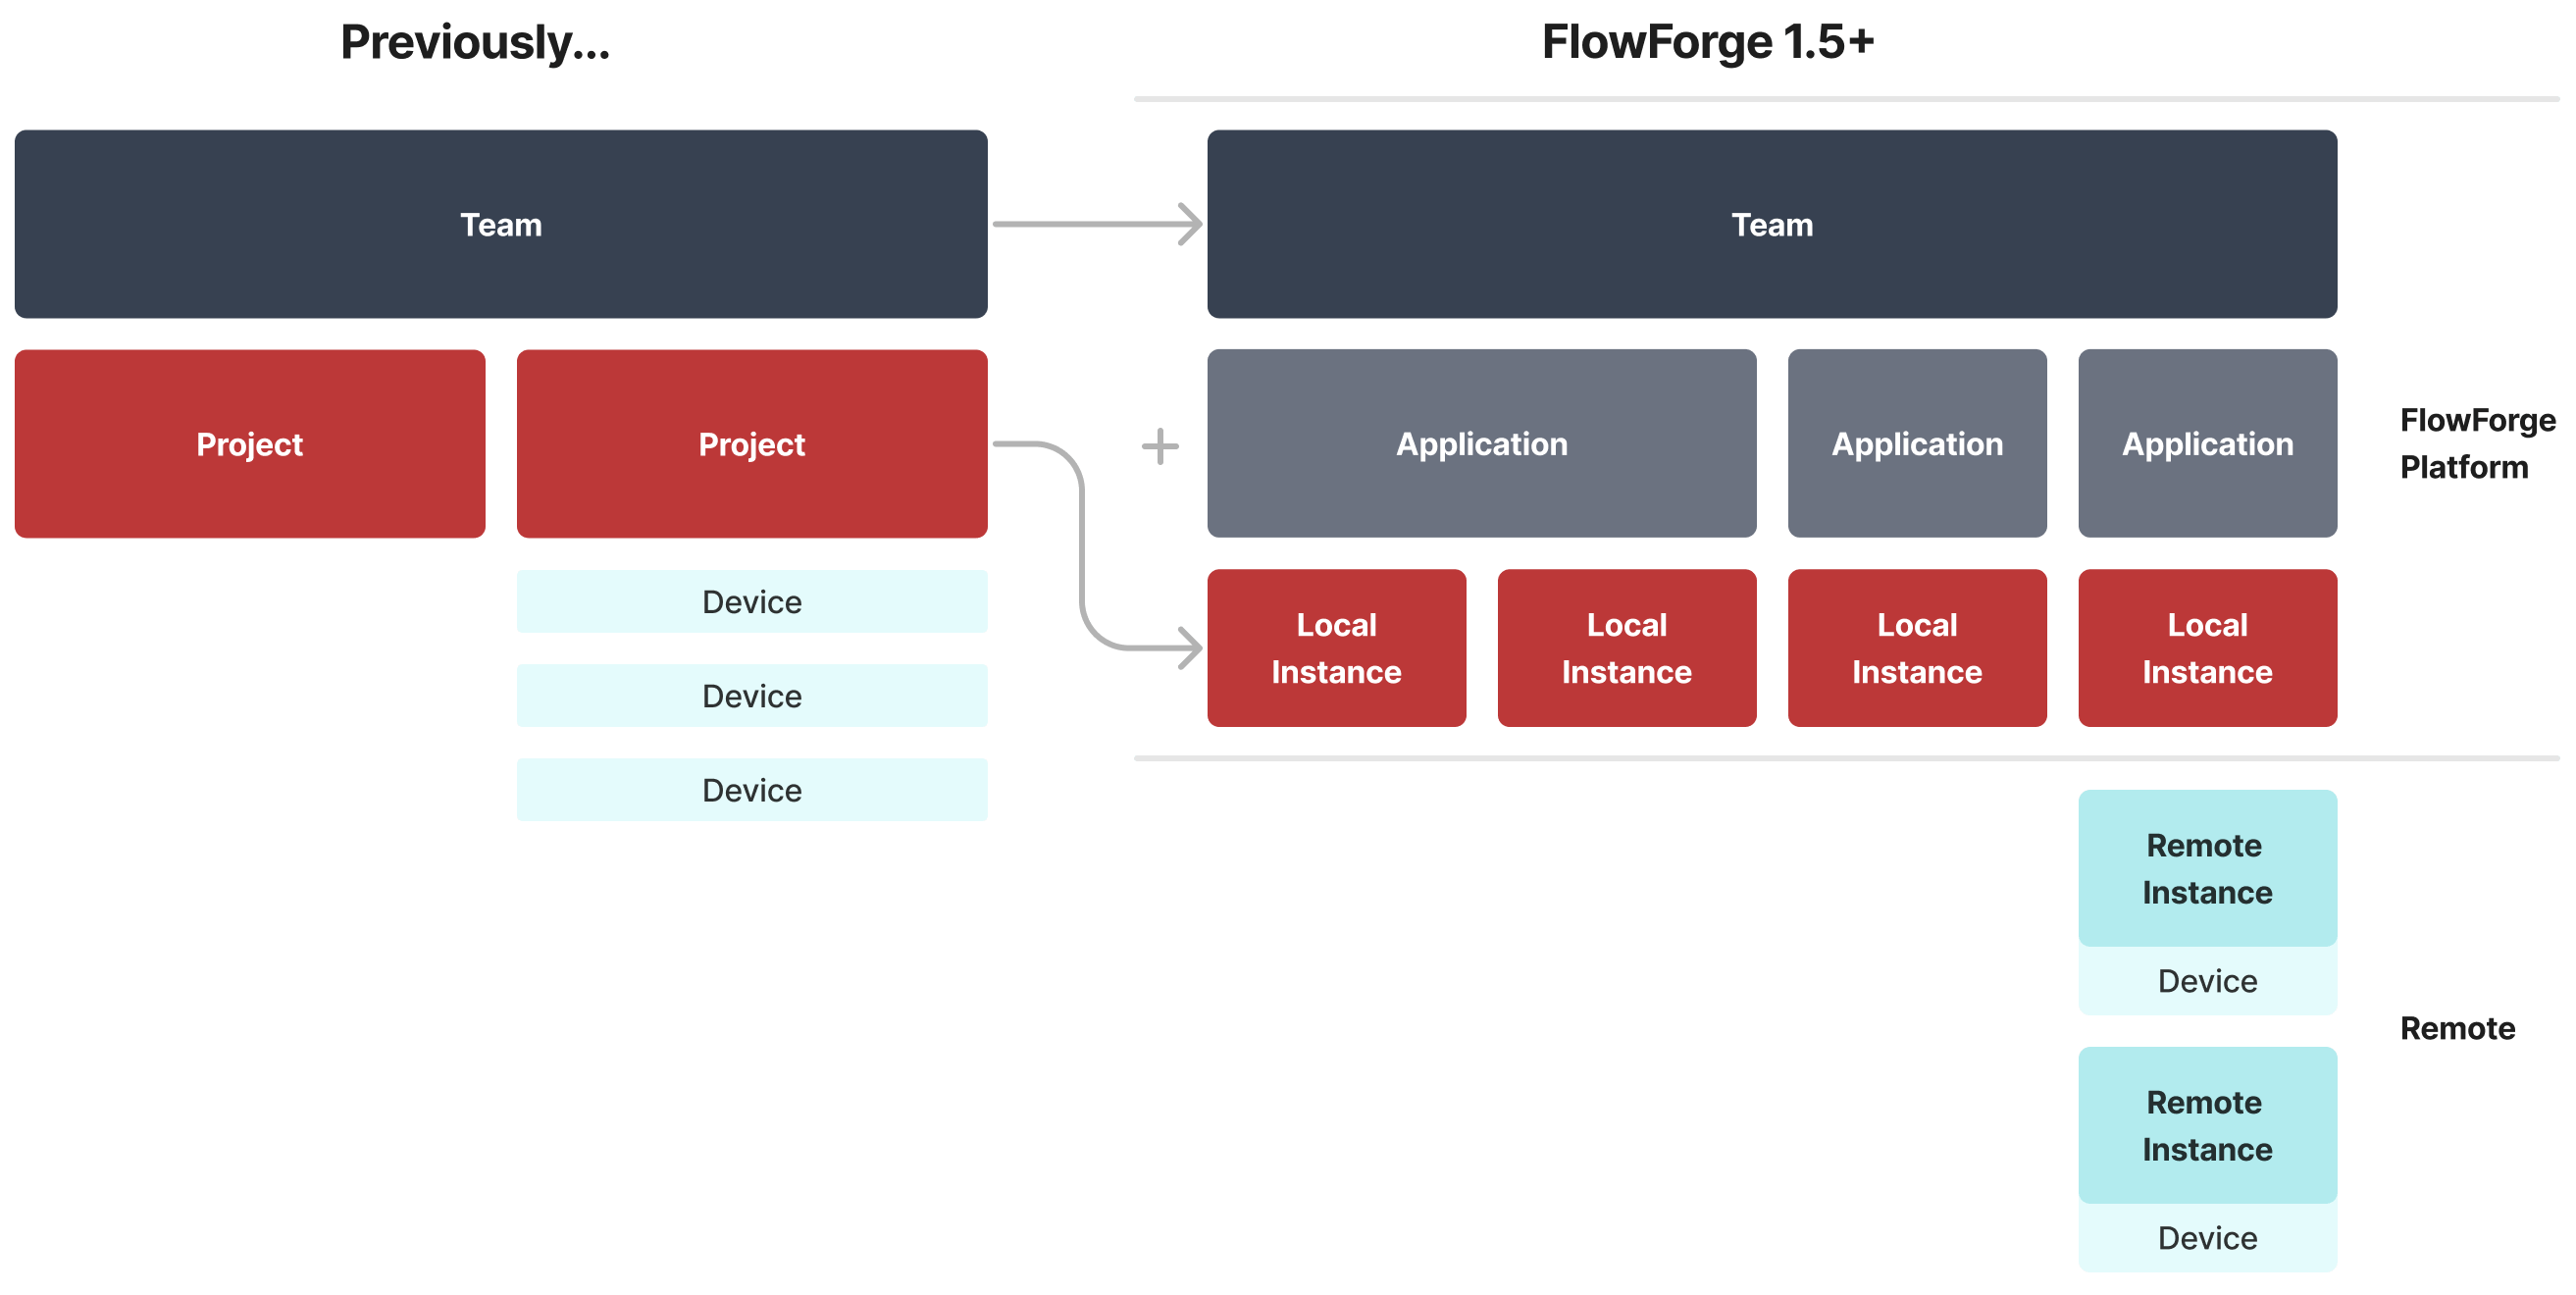 Previously...
FlowForge 1.5+
Team
Team
Project
Project
+
Application
Application
Application
FlowForge
Platform
Device
Device
Device
Local
Instance
Local
Instance
Local
Instance
Local
Instance
Remote
Instance
Device
Remote
Instance
Device
Remote